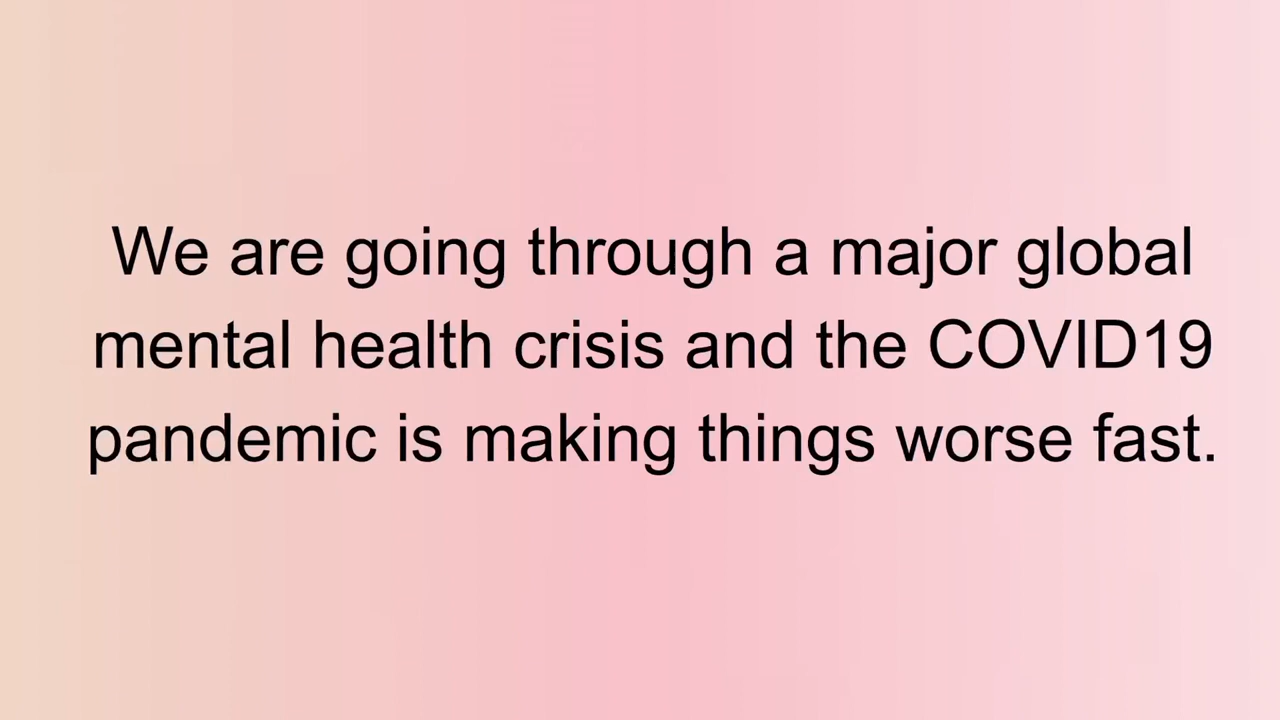 We are going through a major global
mental health crisis and the COVID19
pandemic is making things worse fast.